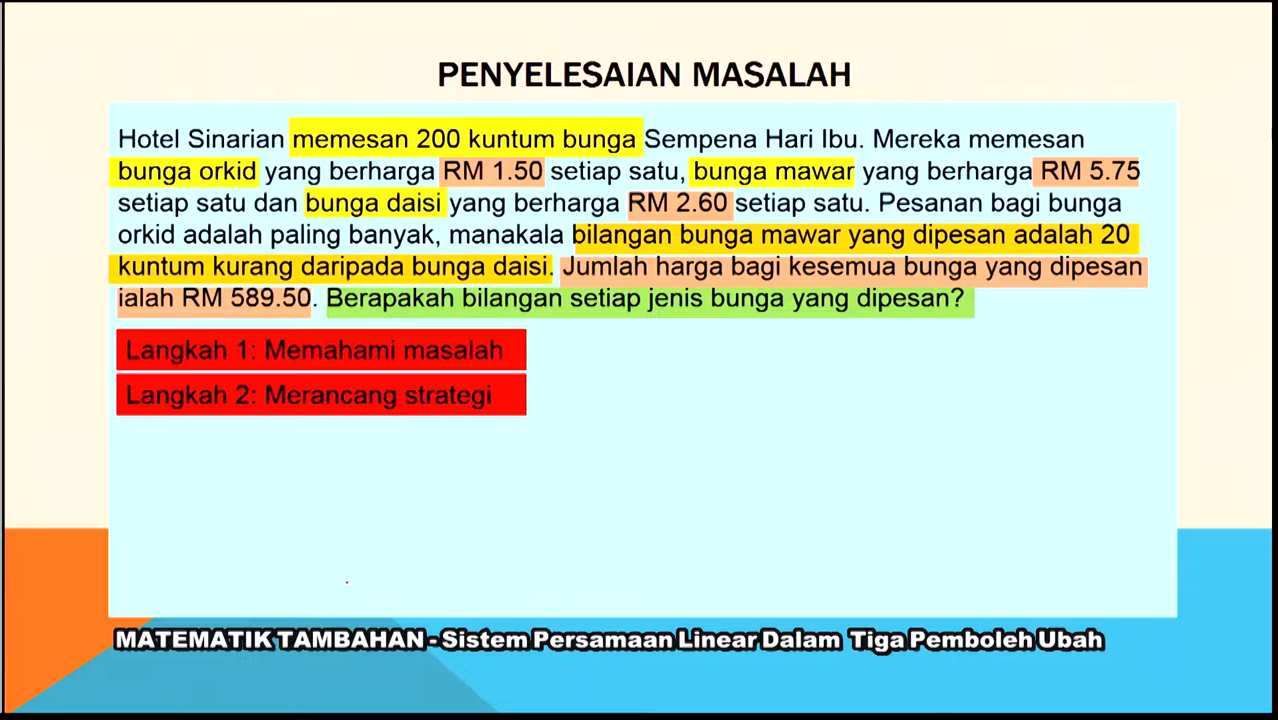 PENYELESAIAN MASALAH
Hotel Sinarian memesan 200 kuntum bunga Sempena Hari Ibu. Mereka memesan
bunga orkid yang berharga RM 1.50 setiap satu, bunga mawar yang berharga RM 5.75
setiap satu dan bunga daisi yang berharga RM 2.60 setiap satu. Pesanan bagi bunga
orkid adalah paling banyak, manakala bilangan bunga mawar yang dipesan adalah 20
kuntum kurang daripada bunga daisi. Jumlah harga bagi kesemua bunga yang dipesan
ialah RM 589.50. Berapakah bilangan setiap jenis bunga yang dipesan?
Langkah 1: Memahami masalah
Langkah 2: Merancang strategi
MATEMATIK TAMBAHAN - Sistem Persamaan Linear Dalam Tiga Pemboleh Ubah